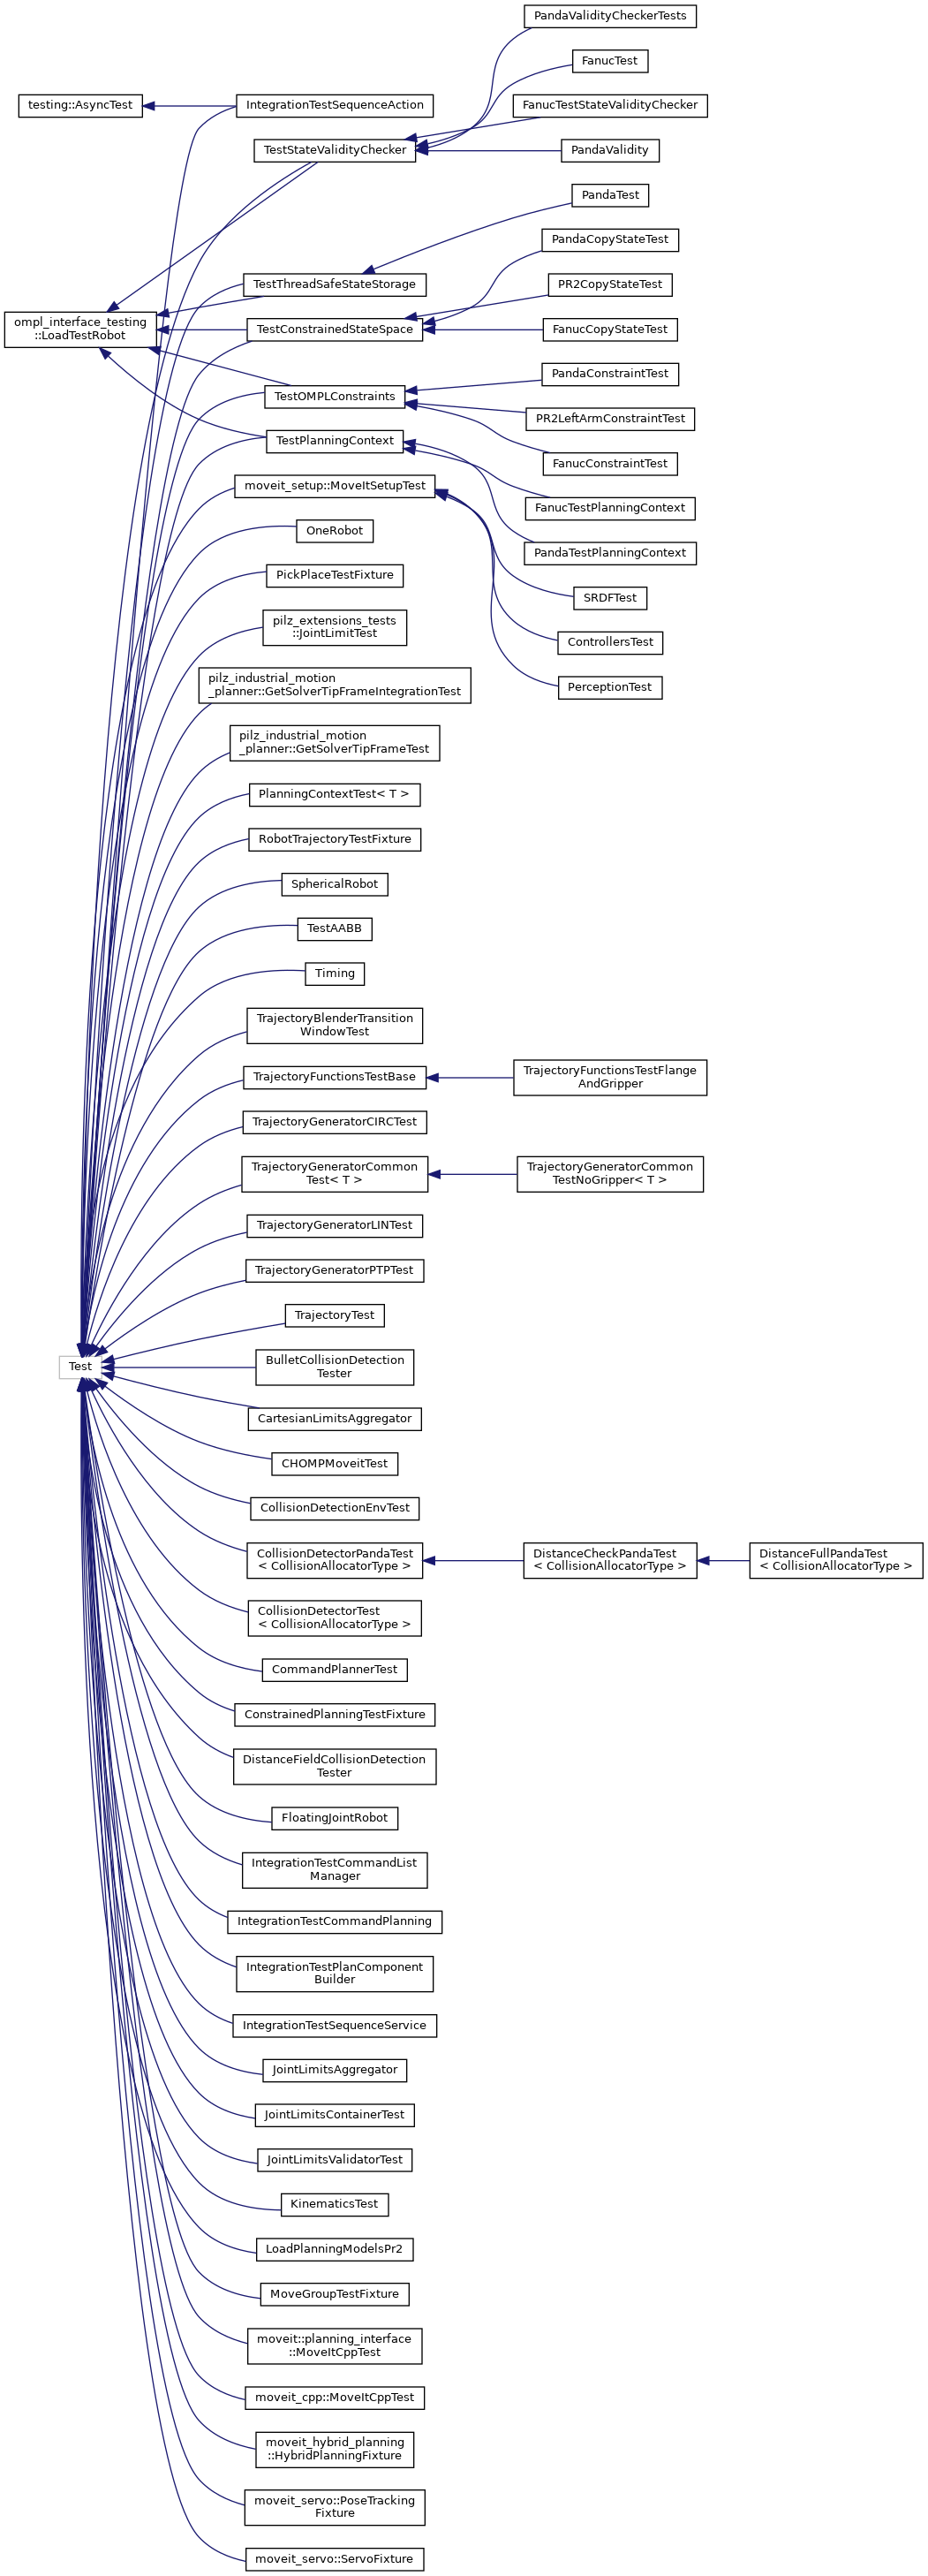 PandaValidityCheckerTests
FanucTest
testing::AsyncTest
IntegrationTestSequenceAction
FanucTestStateValidityChecker
TestStateValidityChecker
PandaValidity
PandaTest
PandaCopyStateTest
TestThreadSafeStateStorage
PR2CopyStateTest
ompl_interface_testing
::LoadTestRobot
TestConstrainedStateSpace
FanucCopyStateTest
PandaConstraintTest
TestOMPLConstraints
PR2LeftArmConstraintTest
TestPlanningContext
FanucConstraintTest
moveit_setup::MoveItSetupTest
FanucTestPlanningContext
OneRobot
PandaTestPlanningContext
PickPlaceTestFixture
SRDFTest
pilz_extensions_tests
::JointLimitTest
ControllersTest
pilz_industrial_motion
_planner::GetSolverTipFrameIntegrationTest
PerceptionTest
pilz_industrial_motion
_planner::GetSolverTipFrameTest
PlanningContextTest< T >
RobotTrajectoryTestFixture
SphericalRobot
TestAABB
Timing
TrajectoryBlenderTransition
WindowTest
TrajectoryFunctionsTestBase
TrajectoryFunctionsTestFlange
AndGripper
TrajectoryGeneratorCIRCTest
TrajectoryGeneratorCommon
Test< T >
TrajectoryGeneratorCommon
TestNoGripper< T >
TrajectoryGeneratorLINTest
TrajectoryGeneratorPTPTest
TrajectoryTest
Test
BulletCollisionDetection
Tester
CartesianLimitsAggregator
CHOMPMoveitTest
CollisionDetectionEnvTest
CollisionDetectorPandaTest
< CollisionAllocatorType >
DistanceCheckPandaTest
< CollisionAllocatorType >
DistanceFullPandaTest
< CollisionAllocatorType >
CollisionDetectorTest
< CollisionAllocatorType >
CommandPlannerTest
ConstrainedPlanningTestFixture
DistanceFieldCollisionDetection
Tester
FloatingJointRobot
IntegrationTestCommandList
Manager
IntegrationTestCommandPlanning
IntegrationTestPlanComponent
Builder
IntegrationTestSequenceService
JointLimitsAggregator
JointLimitsContainerTest
JointLimitsValidatorTest
KinematicsTest
LoadPlanningModelsPr2
MoveGroupTestFixture
moveit::planning_interface
::MoveItCppTest
moveit_cpp::MoveItCppTest
moveit_hybrid_planning
::HybridPlanningFixture
moveit_servo::PoseTracking
Fixture
moveit_servo::ServoFixture